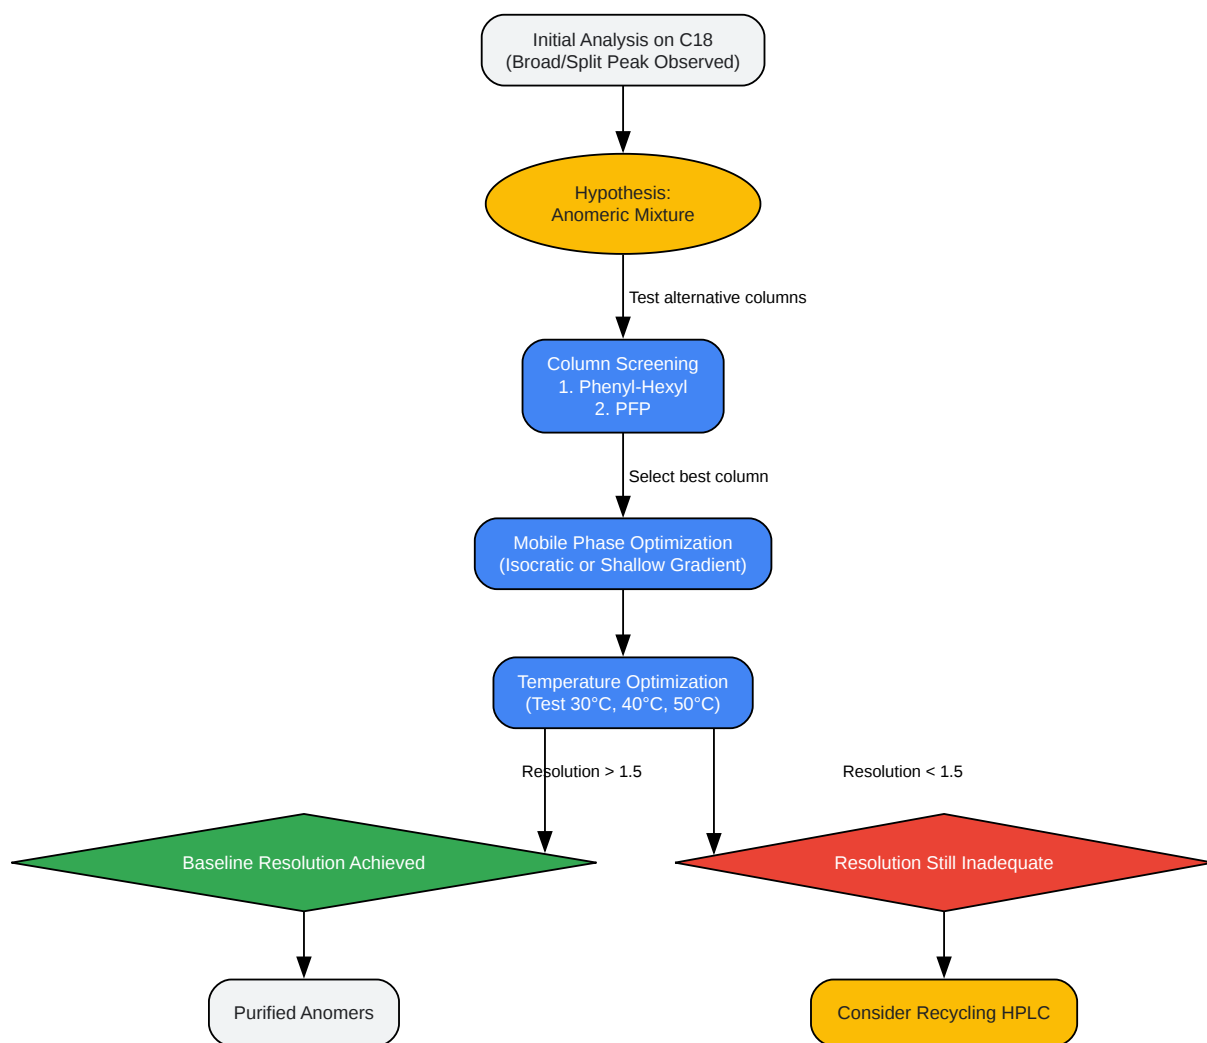 Initial Analysis on C18
(Broad/Split Peak Observed)
Hypothesis:
Anomeric Mixture
Test alternative columns
Column Screening
1. Phenyl-Hexyl
2. PFP
Select best column
Mobile Phase Optimization
(Isocratic or Shallow Gradient)
Temperature Optimization
(Test 30°C, 40°C, 50°C)
Resolution > 1.5
Resolution < 1.5
Baseline Resolution Achieved
Resolution Still Inadequate
Purified Anomers
Consider Recycling HPLC